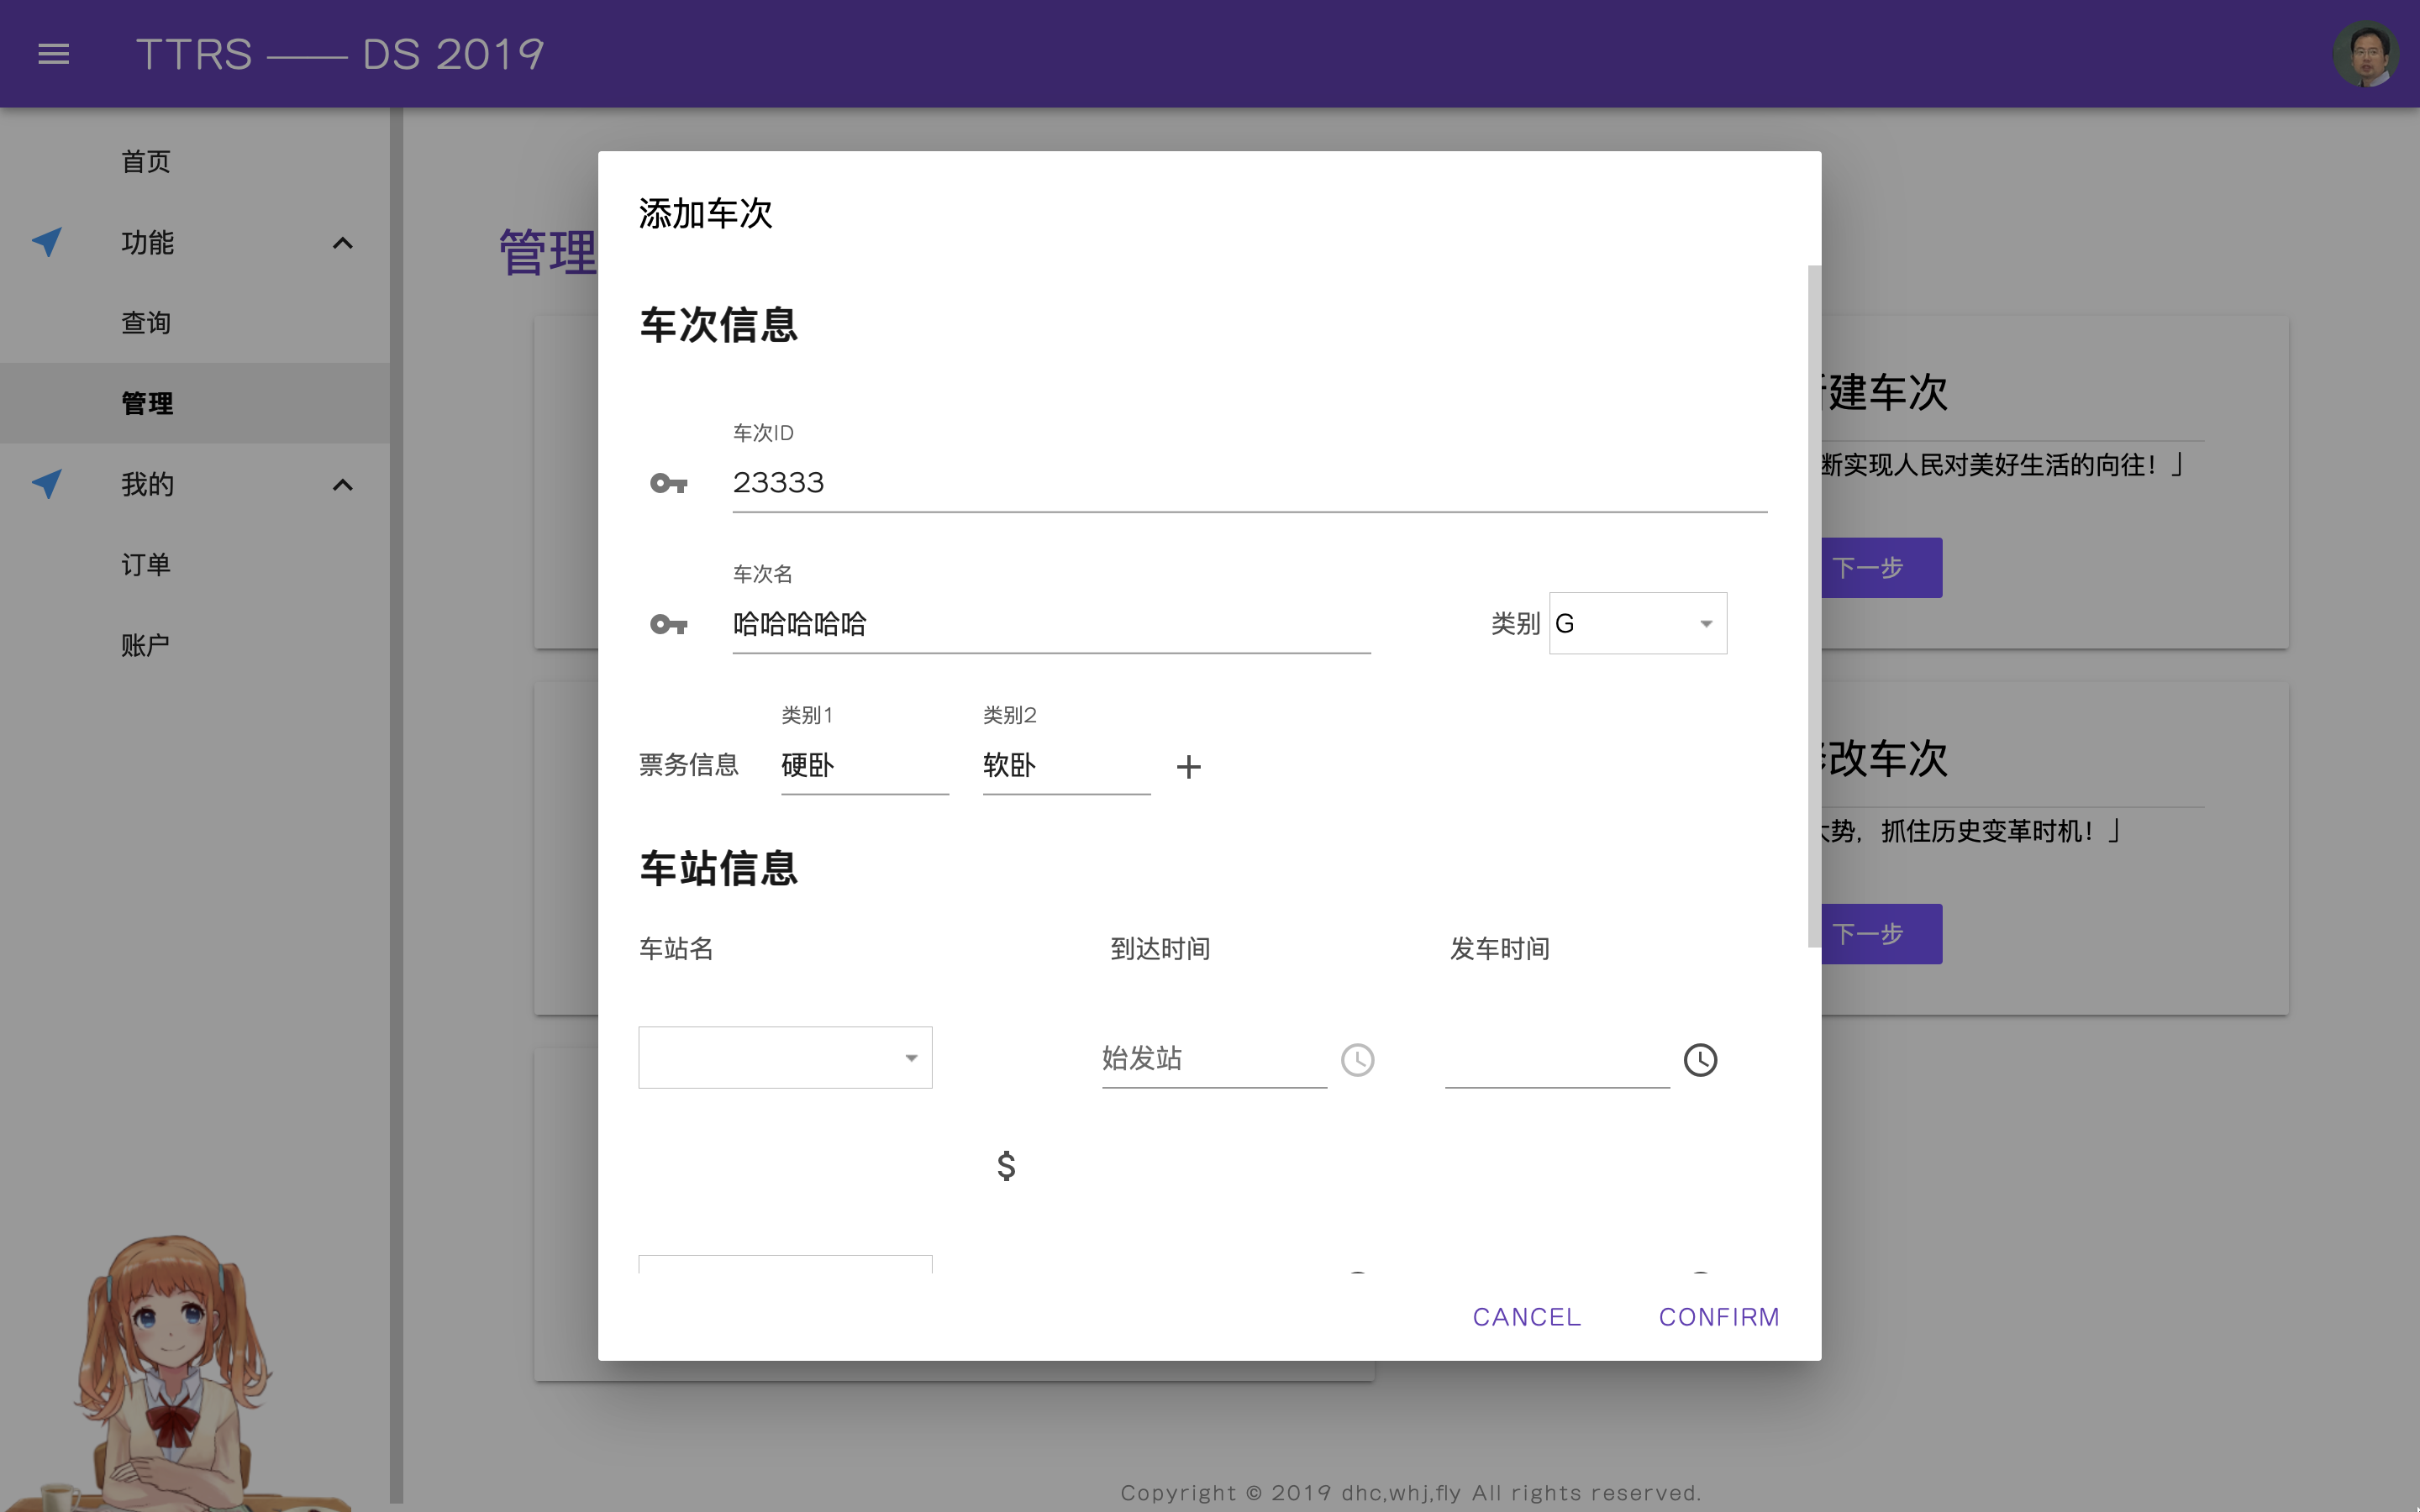 TTRS —— DS 2019
首页
功能
查询
管理
我的
订单
账户
管理
添加车次
车次信息
车次ID
23333
车次名
哈哈哈哈哈
类别 G
类别1 类别2
票务信息 硬卧 软卧 +
车站信息
车站名 到达时间 发车时间
始发站
$
CANCEL CONFIRM
建车次
断实现人民对美好生活的向往！」
下一步
改车次
大势，抓住历史变革时机！」
下一步
Copyright © 2019 dhc,whj,fly All rights reserved.